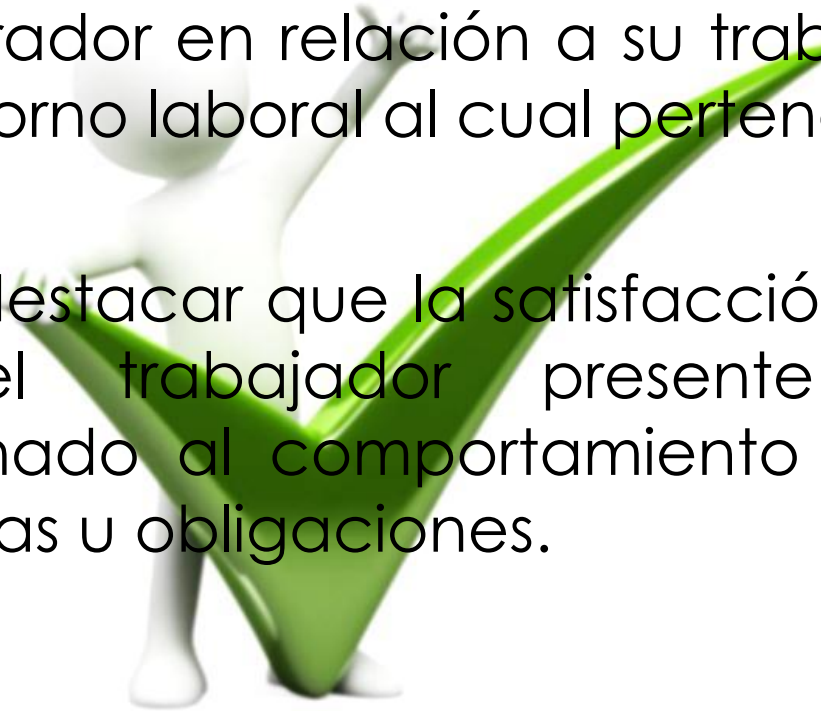 rador en relación a su trab
orno laboral al cual perten
destacar que la satisfacció
el trabajador presente
nado al comportamiento
as u obligaciones.